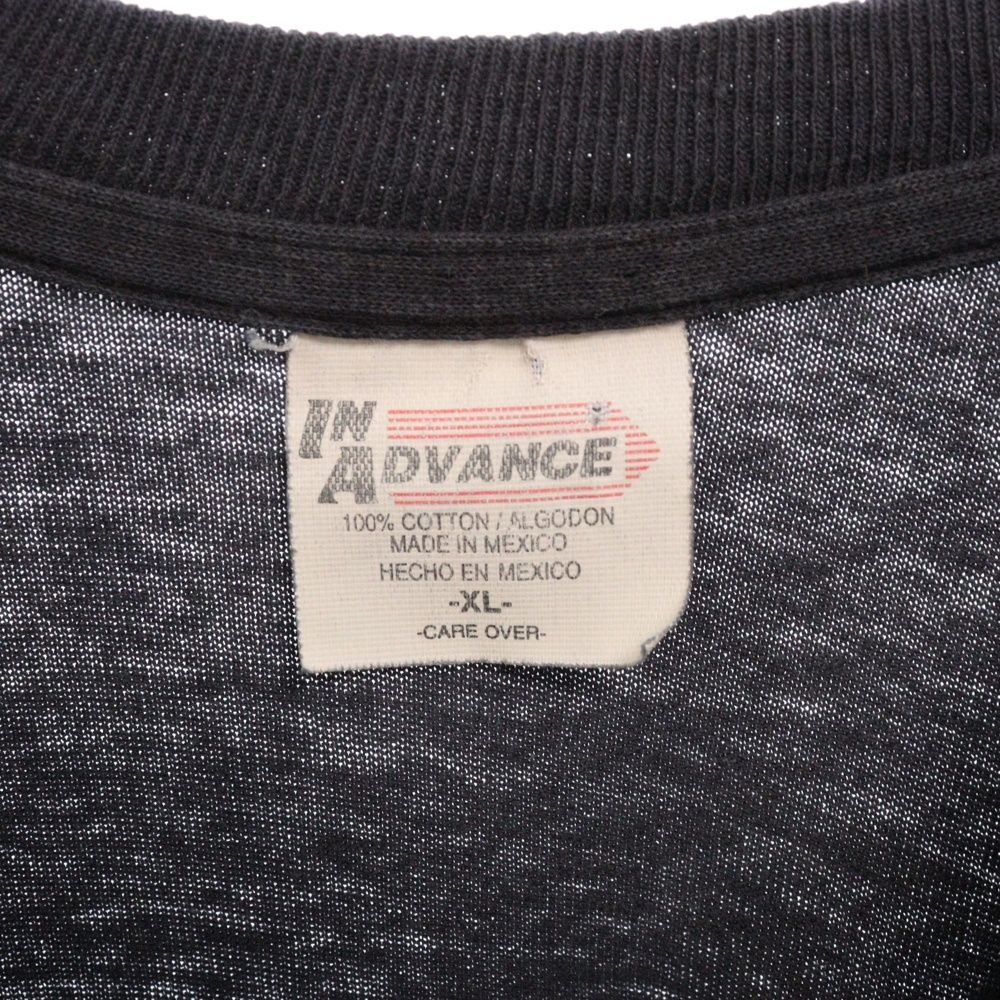 IN
ADVANCE
100% COTTON / ALGODON
MADE IN MEXICO
HECHO EN MEXICO
-XL-
-CARE OVER-